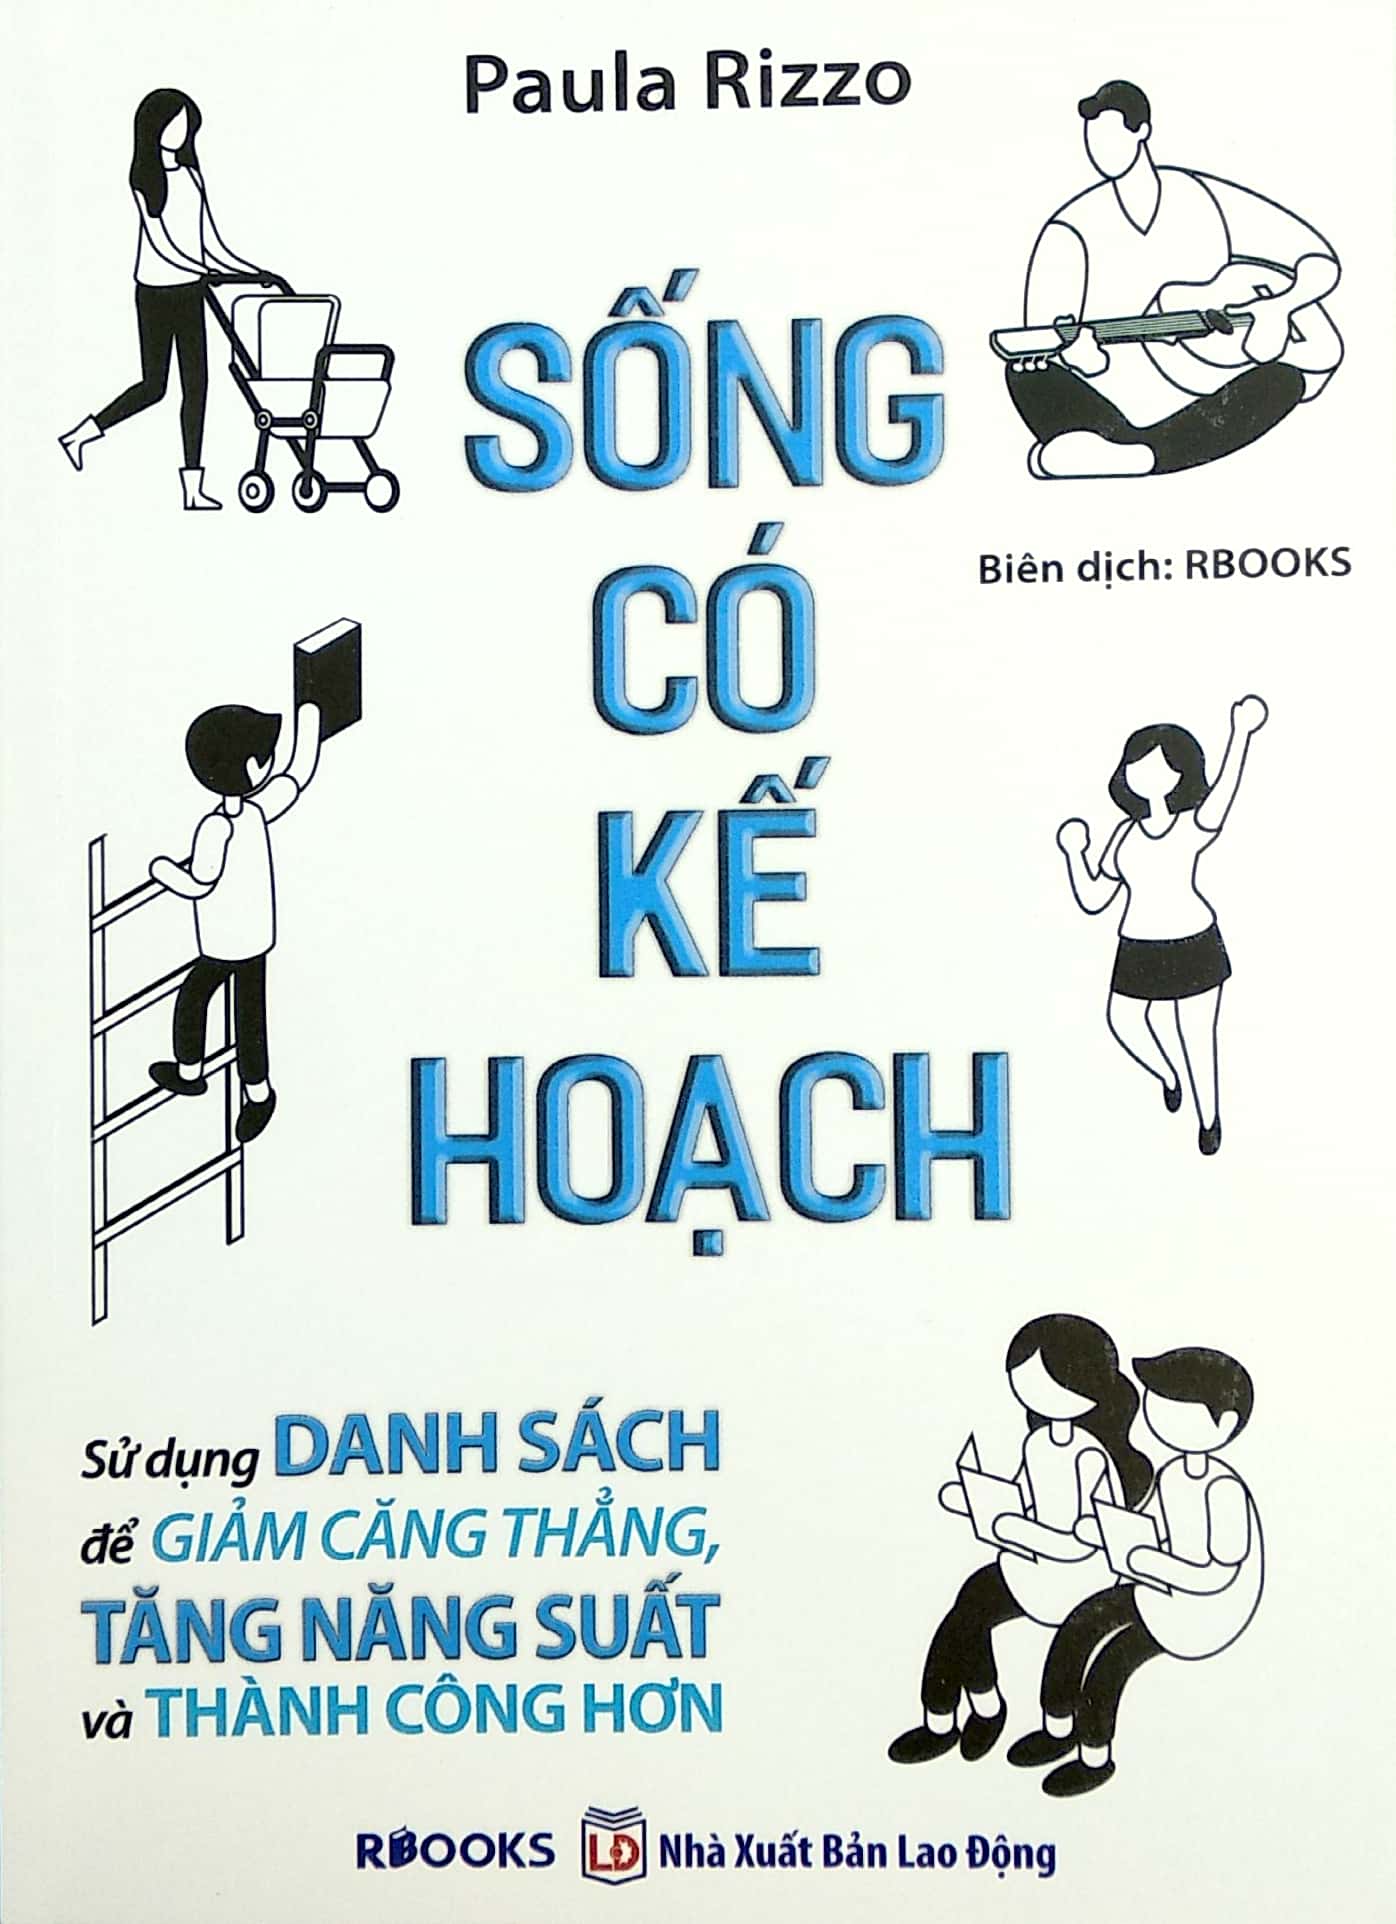 Paula Rizzo
SỐNG
CÓ
KẾ
HOẠCH
Biên dịch: RBOOKS
Sử dụng DANH SÁCH
để GIẢM CĂNG THẲNG,
TĂNG NĂNG SUẤT
và THÀNH CÔNG HƠN
RBOOKS LĐ Nhà Xuất Bản Lao Động